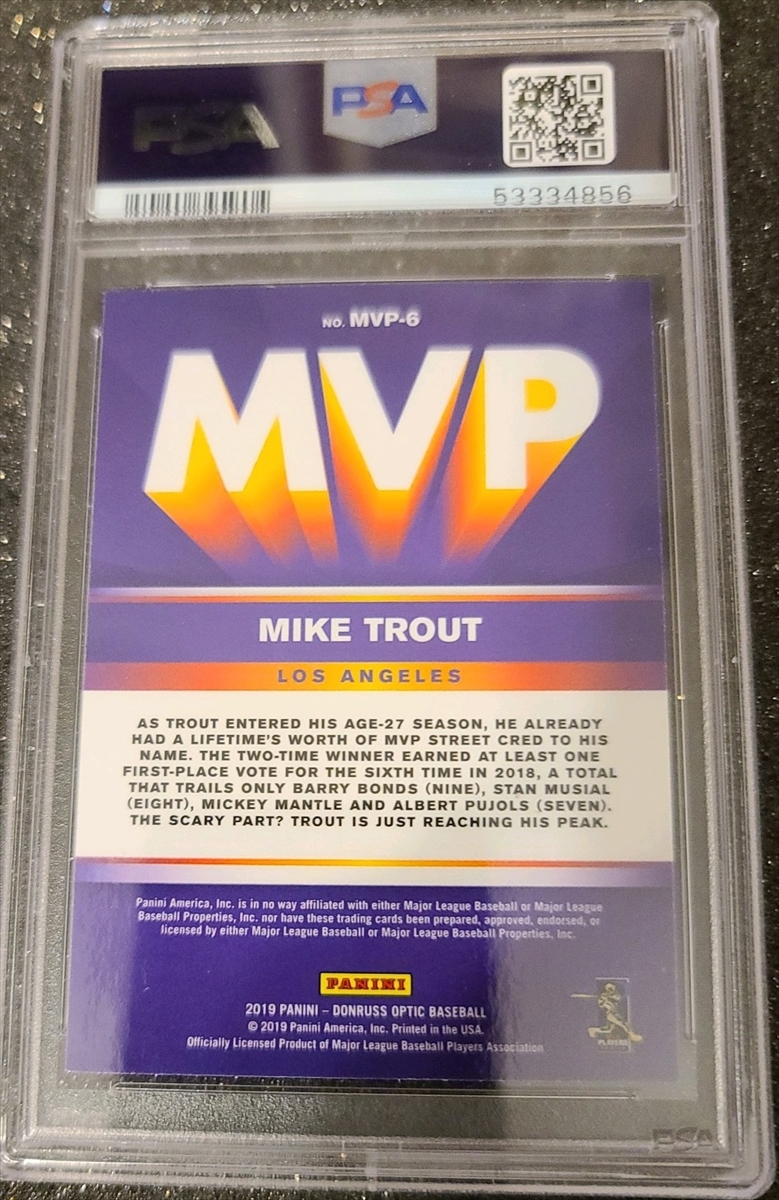 PSA
PSA
53334856
NO. MVP-6
MVP
MIKE TROUT
LOS ANGELES
AS TROUT ENTERED HIS AGE-27 SEASON, HE ALREADY
HAD A LIFETIME'S WORTH OF MVP STREET CRED TO HIS
NAME. THE TWO-TIME WINNER EARNED AT LEAST ONE
FIRST-PLACE VOTE FOR THE SIXTH TIME IN 2018, A TOTAL
THAT TRAILS ONLY BARRY BONDS (NINE), STAN MUSIAL
(EIGHT), MICKEY MANTLE AND ALBERT PUJOLS (SEVEN).
THE SCARY PART? TROUT IS JUST REACHING HIS PEAK.
Panini America, Inc. is in no way affiliated with either Major League Baseball or Major League
Baseball Properties, Inc. nor have these trading cards been prepared, approved, endorsed, or
licensed by either Major League Baseball or Major League Baseball Properties, Inc.
PANINI
2019 PANINI – DONRUSS OPTIC BASEBALL
© 2019 Panini America, Inc. Printed in the USA.
Officially Licensed Product of Major League Baseball Players Association
PLAYERS
PSA